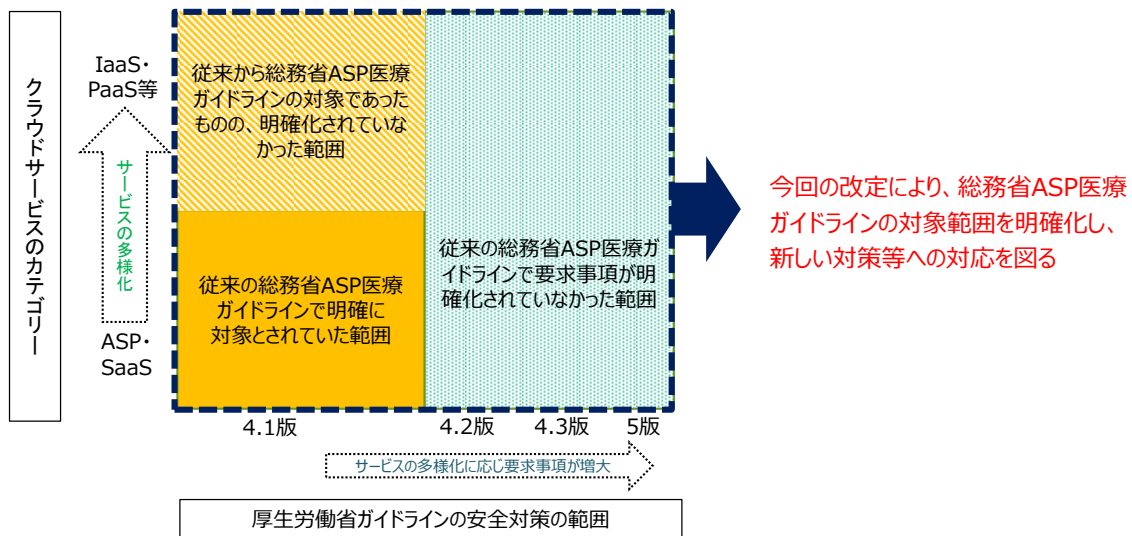 クラウドサービスのカテゴリー
IaaS・
PaaS等
サービスの多様化
ASP・
SaaS
従来から総務省ASP医療
ガイドラインの対象であった
ものの、明確化されていな
かった範囲
従来の総務省ASP医療
ガイドラインで明確に
対象とされていた範囲
従来の総務省ASP医療ガ
イドラインで要求事項が明
確化されていなかった範囲
今回の改定により、総務省ASP医療
ガイドラインの対象範囲を明確化し、
新しい対策等への対応を図る
4.1版 4.2版 4.3版 5版
サービスの多様化に応じ要求事項が増大
厚生労働省ガイドラインの安全対策の範囲